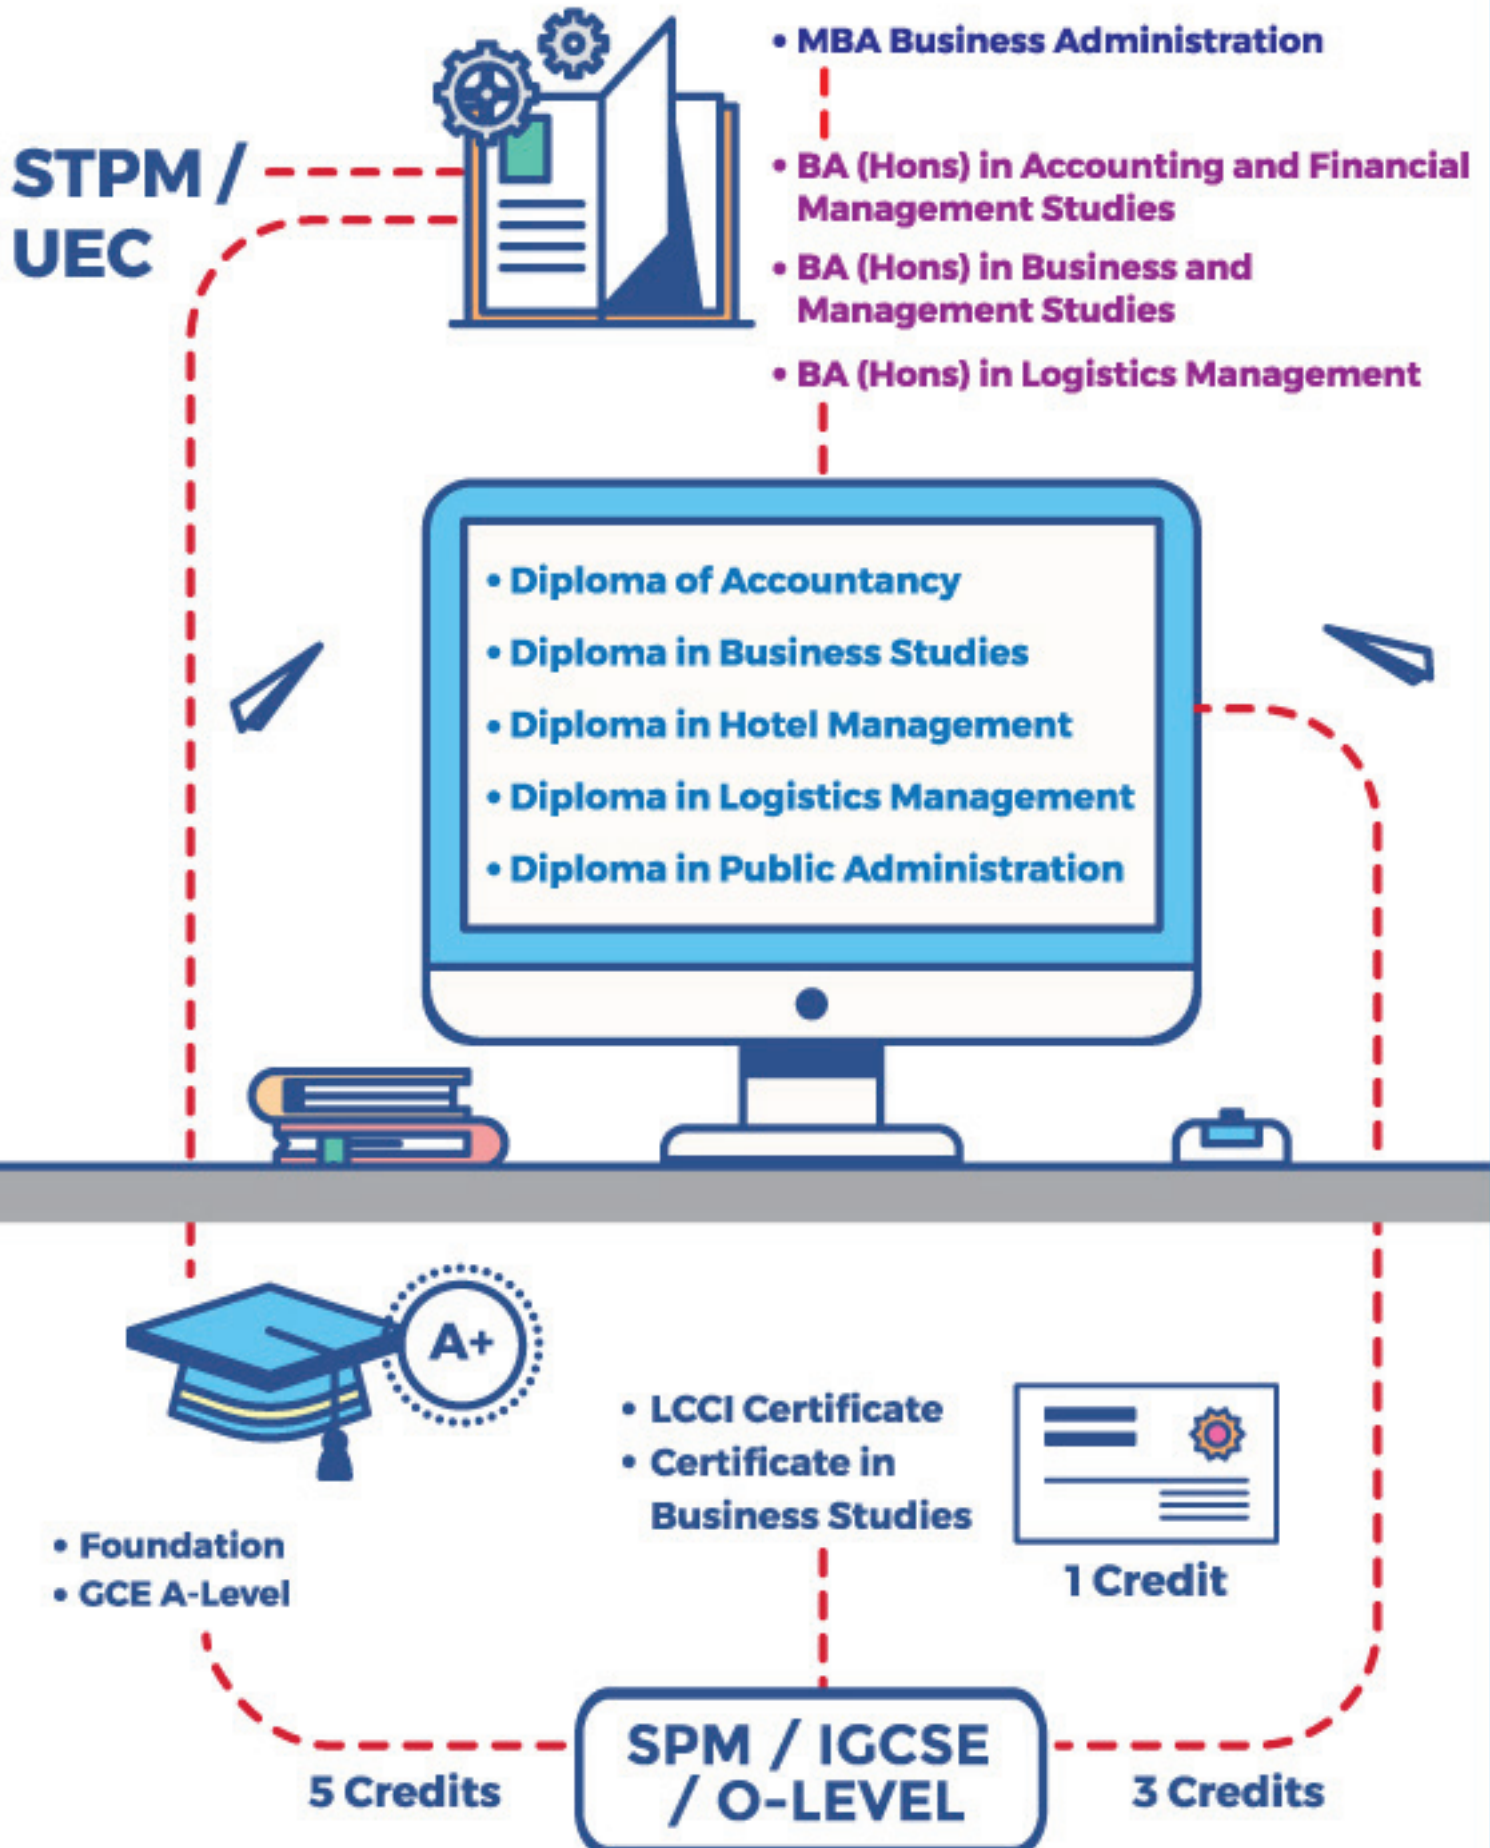 • MBA Business Administration
STPM /
UEC
• BA (Hons) in Accounting and Financial
Management Studies
• BA (Hons) in Business and
Management Studies
• BA (Hons) in Logistics Management
• Diploma of Accountancy
• Diploma in Business Studies
• Diploma in Hotel Management
• Diploma in Logistics Management
• Diploma in Public Administration
A+
• Foundation
• GCE A-Level
• LCCI Certificate
• Certificate in
Business Studies
1 Credit
5 Credits
SPM / IGCSE
/ O-LEVEL
3 Credits